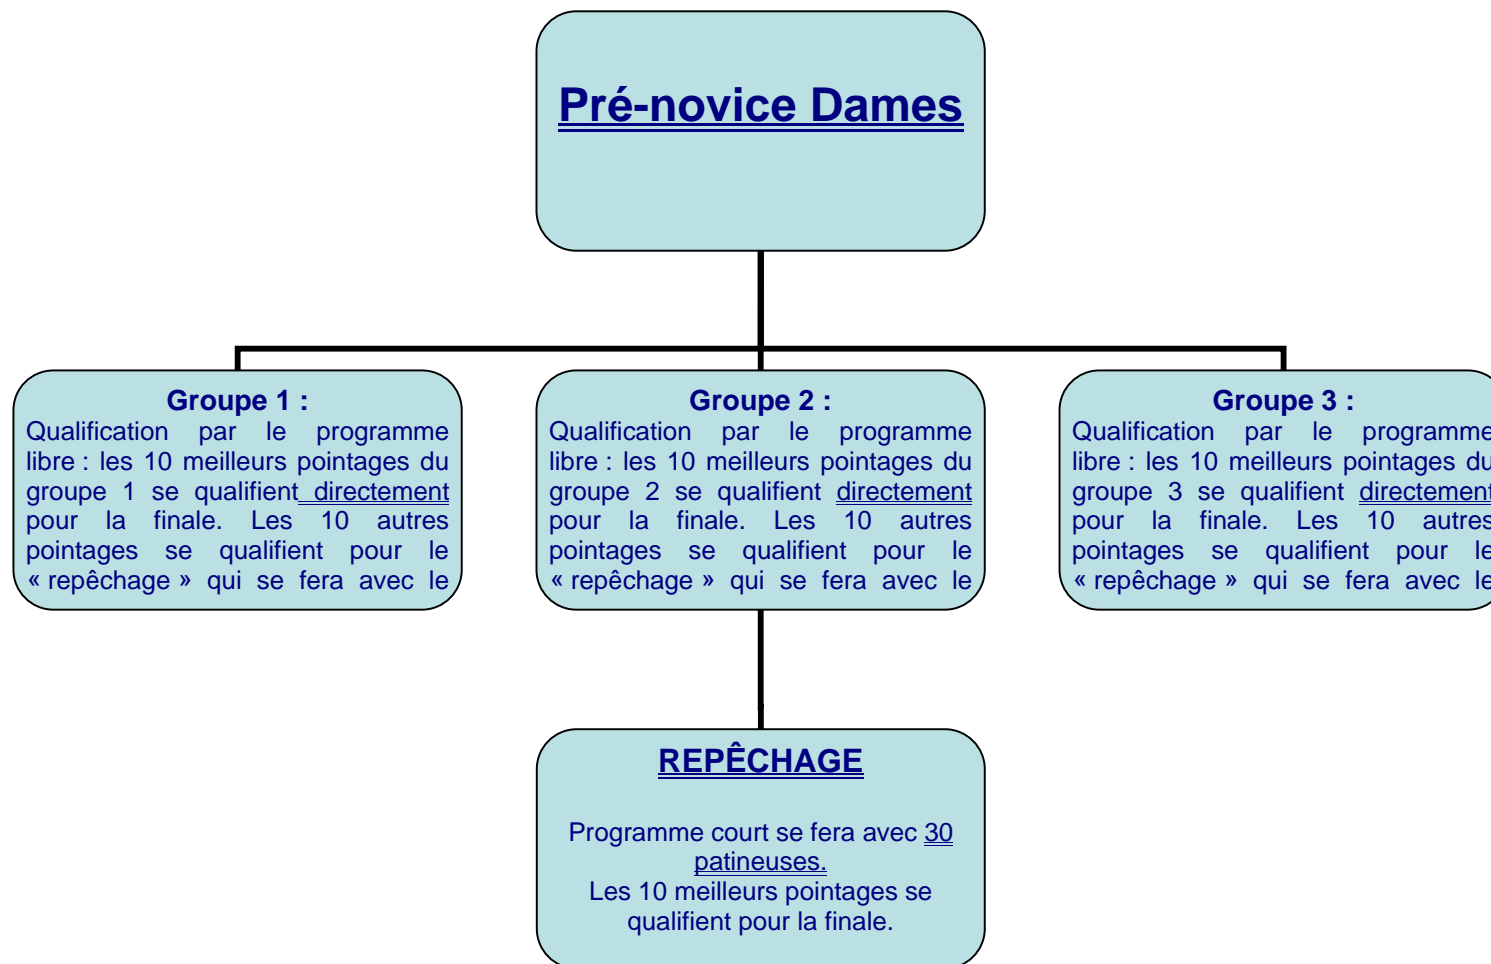 Pré-novice Dames
Groupe 1 :
Qualification par le programme
libre : les 10 meilleurs pointages du
groupe 1 se qualifient directement
pour la finale. Les 10 autres
pointages se qualifient pour le
« repêchage » qui se fera avec le
Groupe 2 :
Qualification par le programme
libre : les 10 meilleurs pointages du
groupe 2 se qualifient directement
pour la finale. Les 10 autres
pointages se qualifient pour le
« repêchage » qui se fera avec le
Groupe 3 :
Qualification par le programme
libre : les 10 meilleurs pointages du
groupe 3 se qualifient directement
pour la finale. Les 10 autres
pointages se qualifient pour le
« repêchage » qui se fera avec le
REPÊCHAGE
Programme court se fera avec 30
patineuses.
Les 10 meilleurs pointages se
qualifient pour la finale.